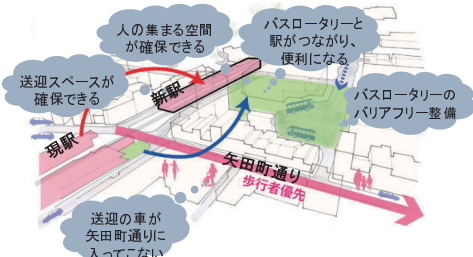 人の集まる空間
が確保できる
バスロータリーと
駅がつながり、
便利になる
送迎スペースが
確保できる
新駅
バスロータリーの
バリアフリー整備
現駅
矢田町通り
歩行者優先
送迎の車が
矢田町通りに
入ってこない